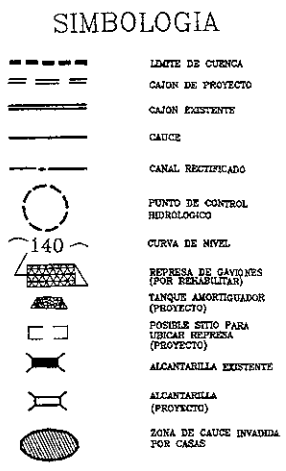 SIMBOLOGIA
LIMITE DE CUENCA
CAJON DE PROYECTO
CAJON EXISTENTE
CAUCE
CANAL RECTIFICADO
PUNTO DE CONTROL
HIDROLOGICO
140
CURVA DE NIVEL
REPRESA DE GAVIONES
(POR REHABILITAR)
TANQUE AMORTIGUADOR
(PROYECTO)
POSIBLE SITIO PARA
UBICAR REPRESA
(PROYECTO)
ALCANTARILLA EXISTENTE
ALCANTARILLA
(PROYECTO)
ZONA DE CAUCE INVADIDA
POR CASAS